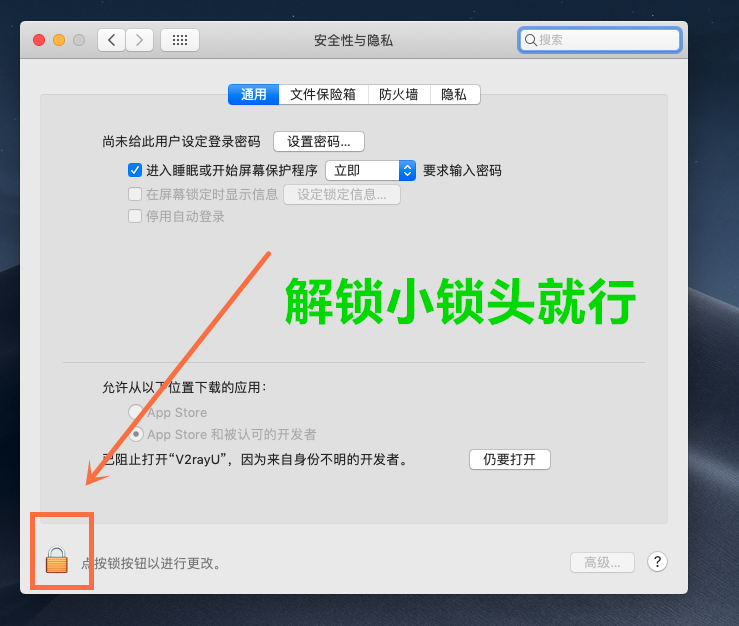 安全性与隐私
搜索
通用 文件保险箱 防火墙 隐私
尚未给此用户设定登录密码 设置密码...
进入睡眠或开始屏幕保护程序 立即 要求输入密码
在屏幕锁定时显示信息 设定锁定信息...
停用自动登录
解锁小锁头就行
允许从以下位置下载的应用：
App Store
App Store 和被认可的开发者
已阻止打开“V2rayU”，因为来自身份不明的开发者。 仍要打开
点按锁按钮以进行更改。 高级... ?